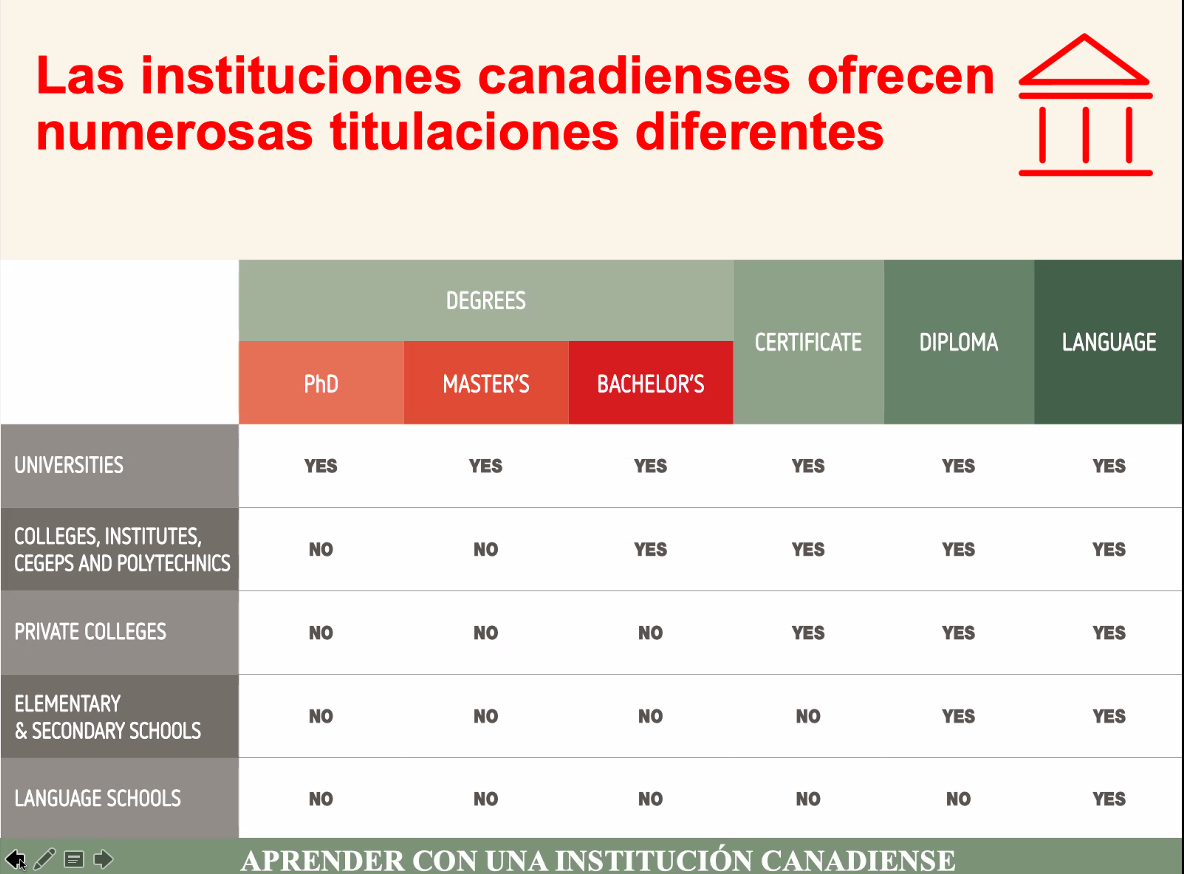 Las instituciones canadienses ofrecen
numerosas titulaciones diferentes
DEGREES
CERTIFICATE DIPLOMA LANGUAGE
PhD MASTER'S BACHELOR'S
UNIVERSITIES YES YES YES YES YES YES
COLLEGES, INSTITUTES,
CEGEPS AND POLYTECHNICS NO NO YES YES YES YES
PRIVATE COLLEGES NO NO NO YES YES YES
ELEMENTARY
& SECONDARY SCHOOLS NO NO NO NO YES YES
LANGUAGE SCHOOLS NO NO NO NO NO YES
APRENDER CON UNA INSTITUCIÓN CANADIENSE